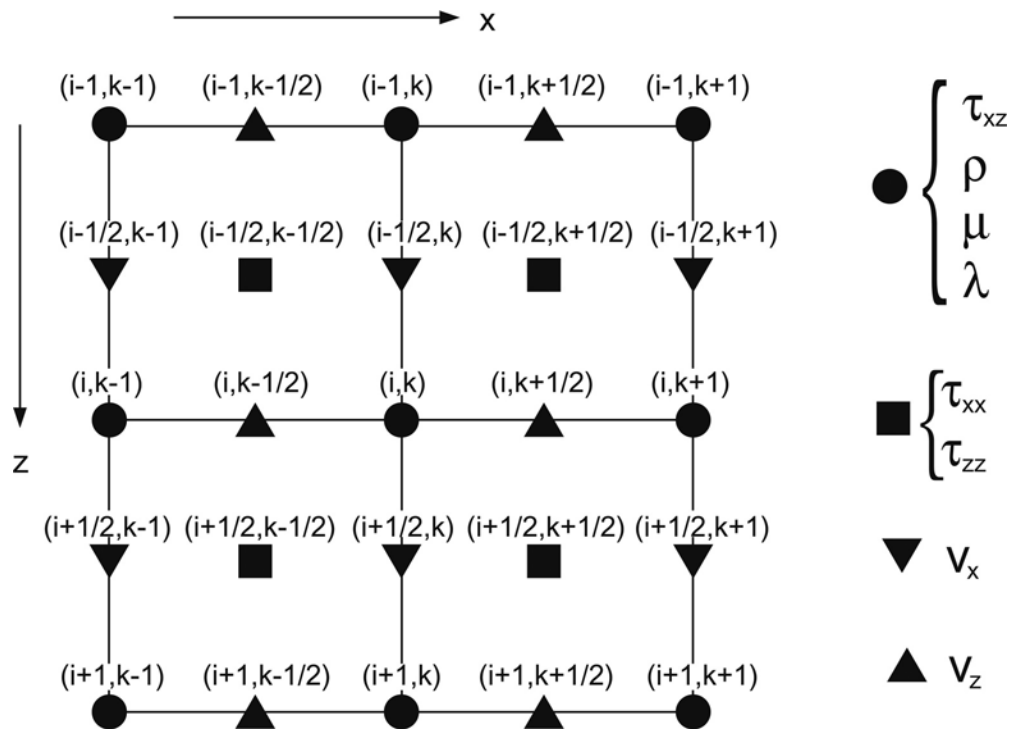 x
(i-1,k-1) (i-1,k-1/2) (i-1,k) (i-1,k+1/2) (i-1,k+1)
(i-1/2,k-1) (i-1/2,k-1/2) (i-1/2,k) (i-1/2,k+1/2) (i-1/2,k+1)
(i,k-1) (i,k-1/2) (i,k) (i,k+1/2) (i,k+1)
z
(i+1/2,k-1) (i+1/2,k-1/2) (i+1/2,k) (i+1/2,k+1/2) (i+1/2,k+1)
(i+1,k-1) (i+1,k-1/2) (i+1,k) (i+1,k+1/2) (i+1,k+1)
τxz
ρ
μ
λ
τxx
τzz
vx
vz